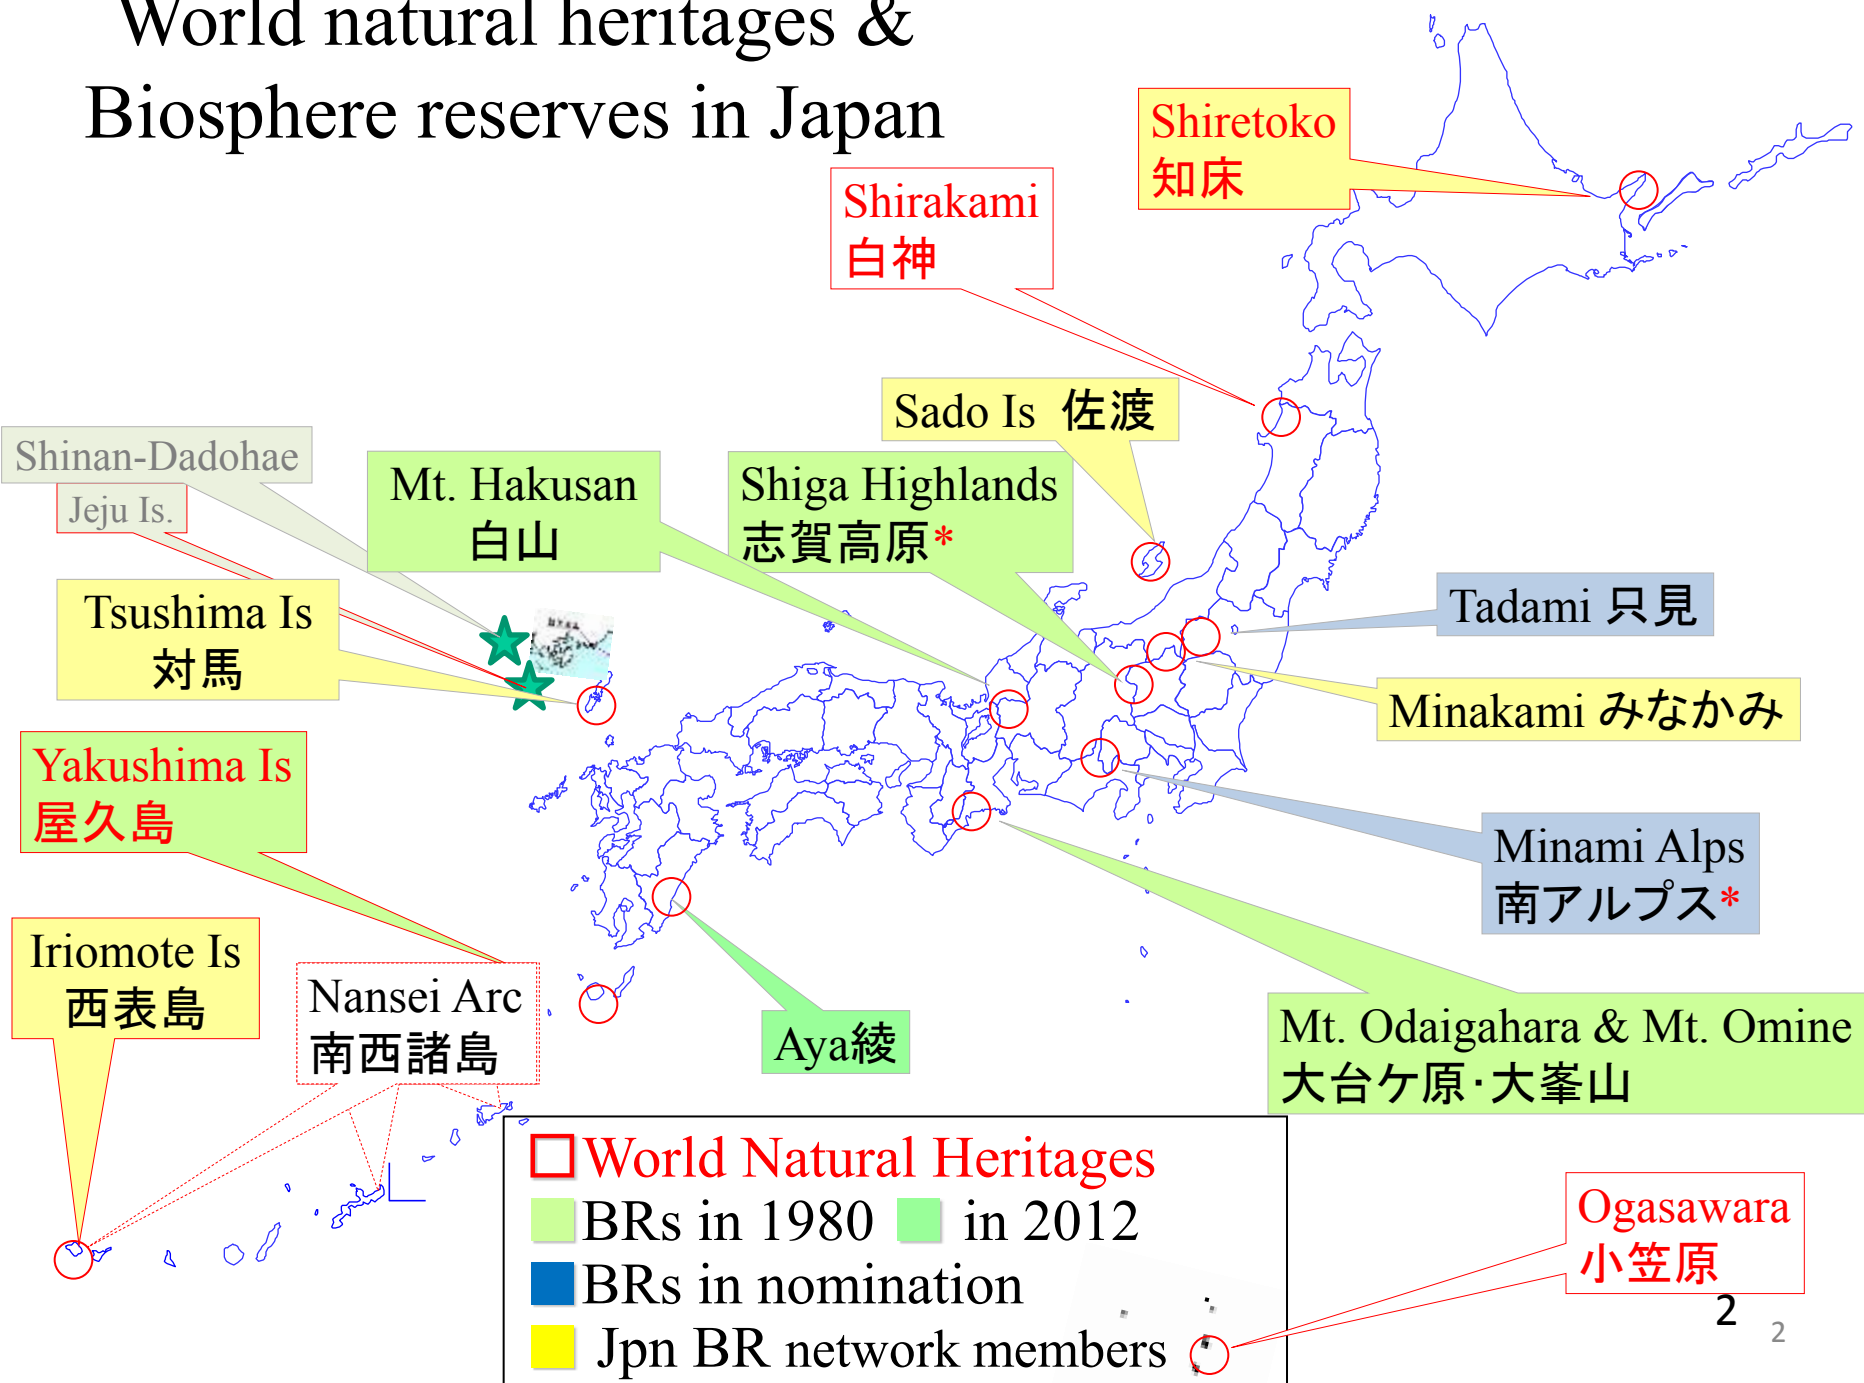 World natural heritages &
Biosphere reserves in Japan
Shiretoko
知床
Shirakami
白神
Sado Is 佐渡
Shinan-Dadohae
Jeju Is.
Mt. Hakusan
白山
Shiga Highlands
志賀高原*
Tsushima Is
対馬
Tadami 只見
Minakami みなかみ
Yakushima Is
屋久島
Minami Alps
南アルプス*
Iriomote Is
西表島
Nansei Arc
南西諸島
Aya綾
Mt. Odaigahara & Mt. Omine
大台ケ原・大峯山
World Natural Heritages
BRs in 1980 in 2012
BRs in nomination
Jpn BR network members
Ogasawara
小笠原
2
2